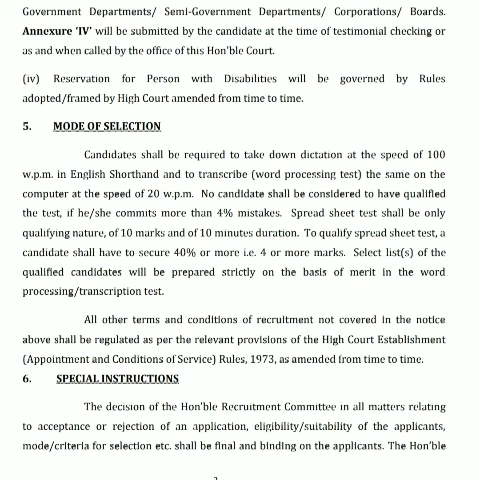 Government Departments/ Semi-Government Departments/ Corporations/ Boards.
Annexure 'IV' will be submitted by the candidate at the time of testimonial checking or
as and when called by the office of this Hon'ble Court.
(iv) Reservation for Person with Disabilities will be governed by Rules
adopted/framed by High Court amended from time to time.
5. MODE OF SELECTION
Candidates shall be required to take down dictation at the speed of 100
w.p.m. in English Shorthand and to transcribe (word processing test) the same on the
computer at the speed of 20 w.p.m. No candidate shall be considered to have qualified
the test, if he/she commits more than 4% mistakes. Spread sheet test shall be only
qualifying nature, of 10 marks and of 10 minutes duration. To qualify spread sheet test, a
candidate shall have to secure 40% or more i.e. 4 or more marks. Select list(s) of the
qualified candidates will be prepared strictly on the basis of merit in the word
processing/transcription test.
All other terms and conditions of recruitment not covered in the notice
above shall be regulated as per the relevant provisions of the High Court Establishment
(Appointment and Conditions of Service) Rules, 1973, as amended from time to time.
6. SPECIAL INSTRUCTIONS
The decision of the Hon'ble Recruitment Committee in all matters relating
to acceptance or rejection of an application, eligibility/suitability of the applicants,
mode/criteria for selection etc. shall be final and binding on the applicants. The Hon'ble